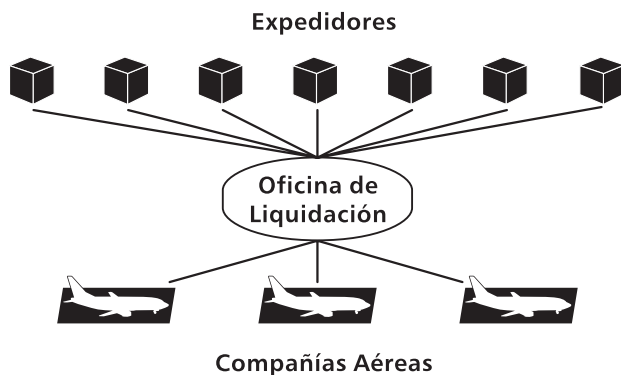 Expedidores
Oficina de
Liquidación
Compañías Aéreas